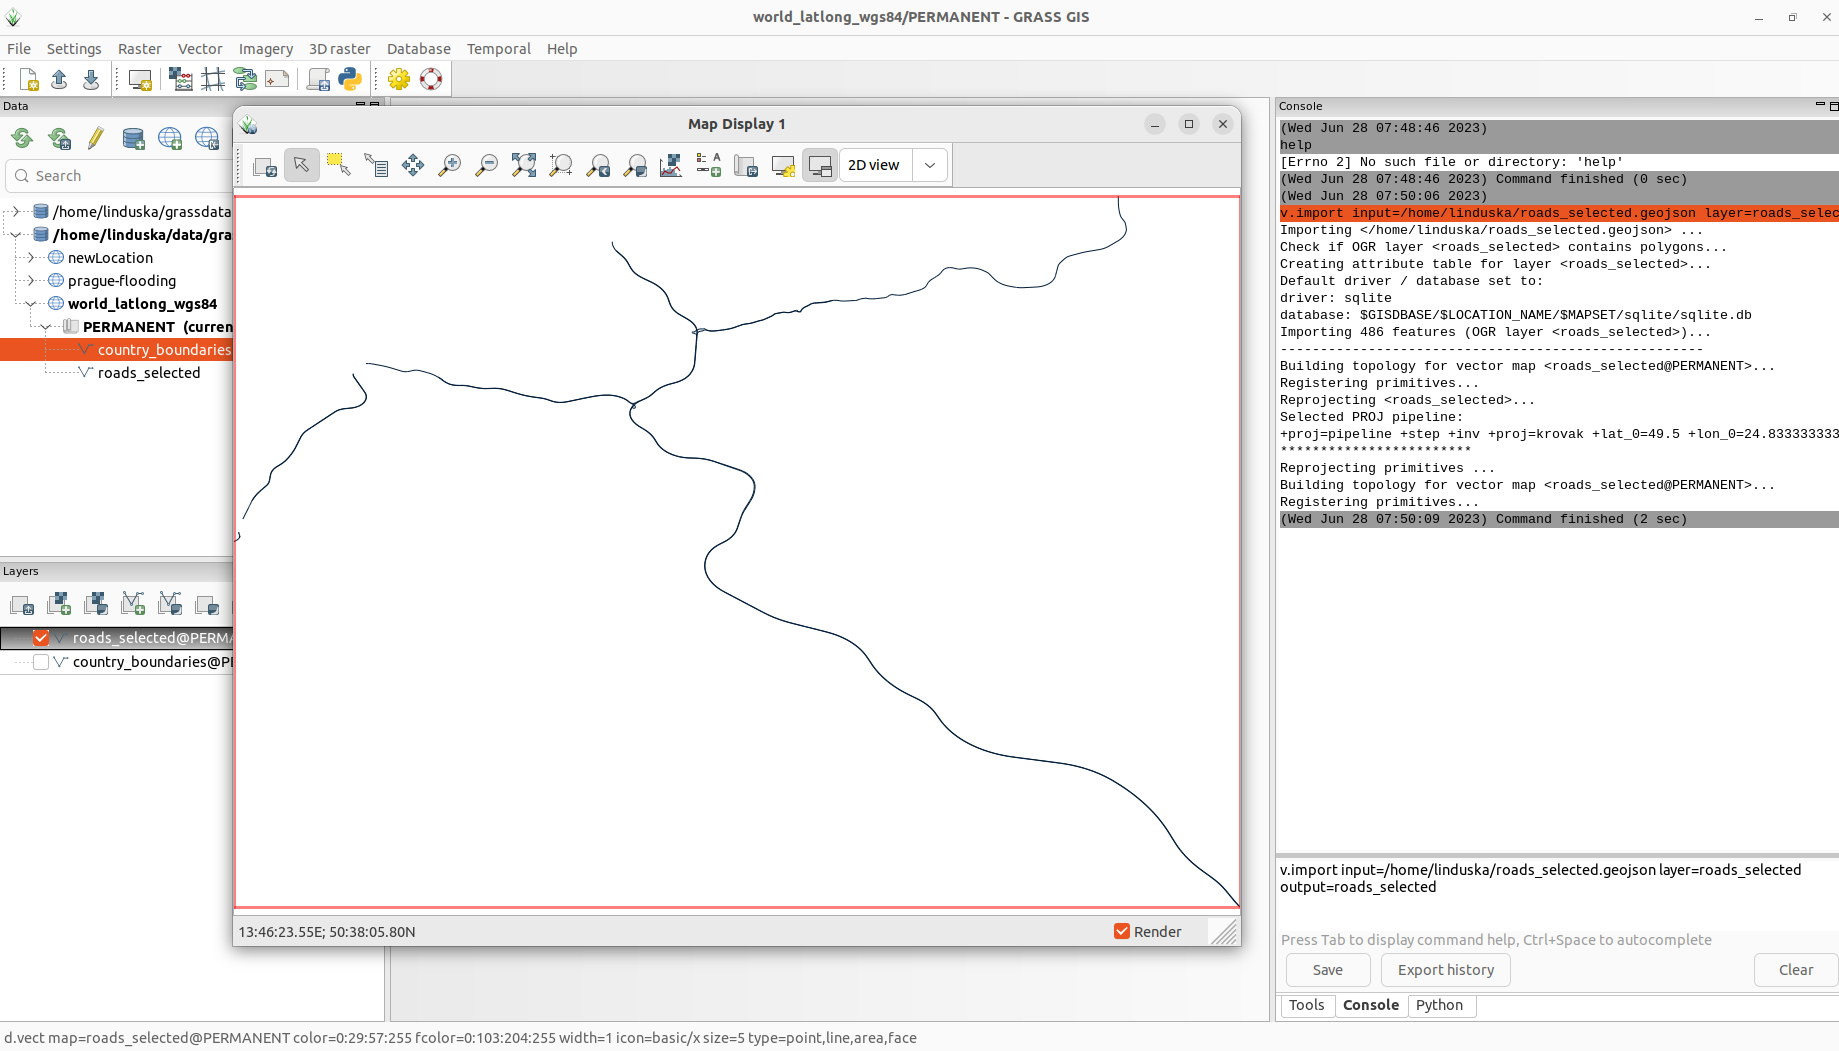 world_latlong_wgs84/PERMANENT - GRASS GIS
File Settings Raster Vector Imagery 3D raster Database Temporal Help
Data
Search
/home/linduska/grassdata
/home/linduska/data/gra
newLocation
prague-flooding
world_latlong_wgs84
PERMANENT (curren
country_boundaries
roads_selected
Layers
roads_selected@PERMA
country_boundaries@PE
Map Display 1
2D view
13:46:23.55E; 50:38:05.80N
Render
Console
(Wed Jun 28 07:48:46 2023)
help
[Errno 2] No such file or directory: 'help'
(Wed Jun 28 07:48:46 2023) Command finished (0 sec)
(Wed Jun 28 07:50:06 2023)
v.import input=/home/linduska/roads_selected.geojson layer=roads_selec
Importing </home/linduska/roads_selected.geojson> ...
Check if OGR layer <roads_selected> contains polygons...
Creating attribute table for layer <roads_selected>...
Default driver / database set to:
driver: sqlite
database: $GISDBASE/$LOCATION_NAME/$MAPSET/sqlite/sqlite.db
Importing 486 features (OGR layer <roads_selected>)...
-----------------------------------------------------
Building topology for vector map <roads_selected@PERMANENT>...
Registering primitives...
Reprojecting <roads_selected>...
Selected PROJ pipeline:
+proj=pipeline +step +inv +proj=krovak +lat_0=49.5 +lon_0=24.833333333
************************
Reprojecting primitives ...
Building topology for vector map <roads_selected@PERMANENT>...
Registering primitives...
(Wed Jun 28 07:50:09 2023) Command finished (2 sec)
v.import input=/home/linduska/roads_selected.geojson layer=roads_selected
output=roads_selected
Press Tab to display command help, Ctrl+Space to autocomplete
Save Export history Clear
Tools Console Python
d.vect map=roads_selected@PERMANENT color=0:29:57:255 fcolor=0:103:204:255 width=1 icon=basic/x size=5 type=point,line,area,face